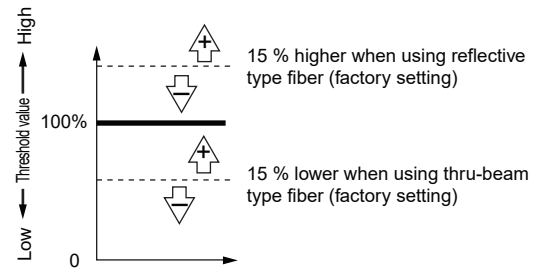 High
Threshold value
Low
100%
0
+
15 % higher when using reflective
type fiber (factory setting)
−
+
15 % lower when using thru-beam
type fiber (factory setting)
−